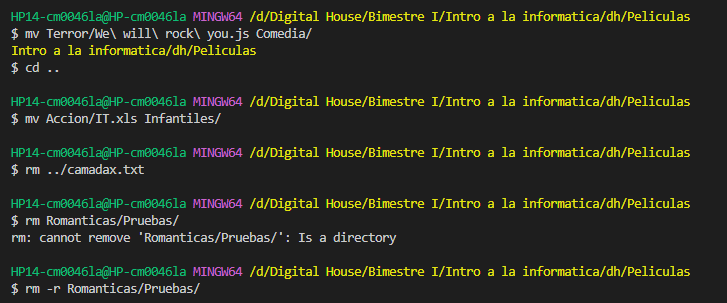 HP14-cm0046la@HP-cm0046la MINGW64 /d/Digital House/Bimestre I/Intro a la informatica/dh/Peliculas
$ mv Terror/We\ will\ rock\ you.js Comedia/
Intro a la informatica/dh/Peliculas
$ cd ..
HP14-cm0046la@HP-cm0046la MINGW64 /d/Digital House/Bimestre I/Intro a la informatica/dh/Peliculas
$ mv Accion/IT.xls Infantiles/
HP14-cm0046la@HP-cm0046la MINGW64 /d/Digital House/Bimestre I/Intro a la informatica/dh/Peliculas
$ rm ../camadax.txt
HP14-cm0046la@HP-cm0046la MINGW64 /d/Digital House/Bimestre I/Intro a la informatica/dh/Peliculas
$ rm Romanticas/Pruebas/
rm: cannot remove 'Romanticas/Pruebas/': Is a directory
HP14-cm0046la@HP-cm0046la MINGW64 /d/Digital House/Bimestre I/Intro a la informatica/dh/Peliculas
$ rm -r Romanticas/Pruebas/